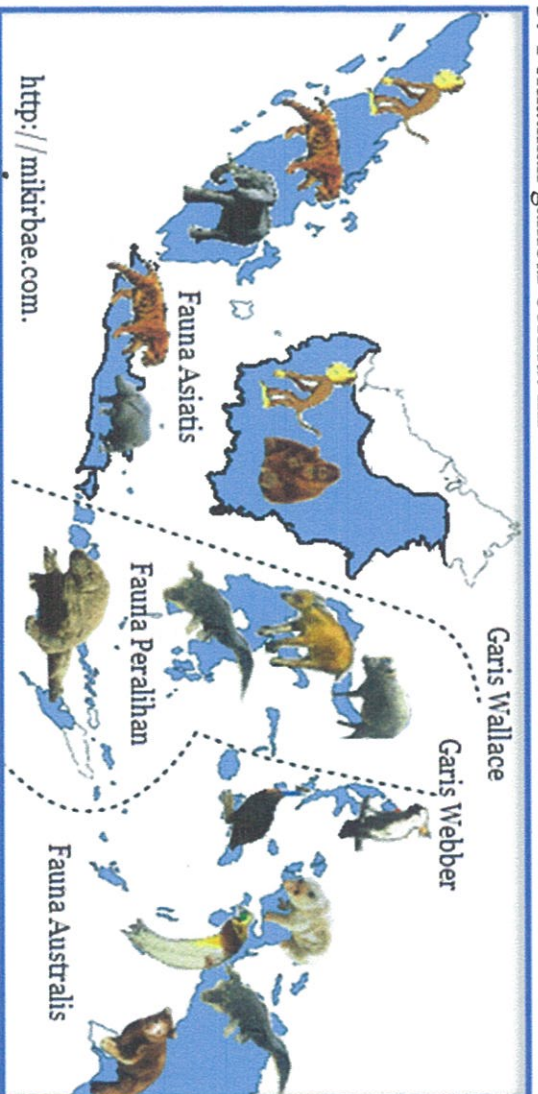 Garis Wallace
Garis Webber
Fauna Asiatis
Fauna Peralihan
Fauna Australis
http://mikirbae.com.